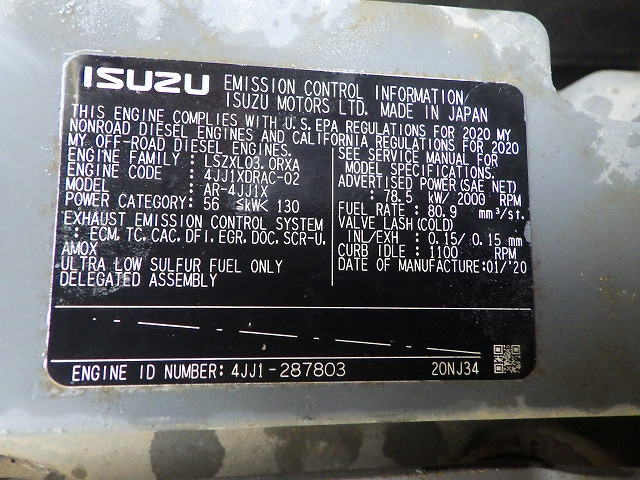 ISUZU EMISSION CONTROL INFORMATION
ISUZU MOTORS LTD. MADE IN JAPAN
THIS ENGINE COMPLIES WITH U.S. EPA REGULATIONS FOR 2020 MY
NONROAD DIESEL ENGINES AND CALIFORNIA REGULATIONS FOR 2020
MY OFF-ROAD DIESEL ENGINES.
ENGINE FAMILY : LSZXL03.0RXA
ENGINE CODE : 4JJ1XDRAC-02
MODEL : AR-4JJ1X
POWER CATEGORY: 56 ≤kW< 130
EXHAUST EMISSION CONTROL SYSTEM
: ECM, TC, CAC, DFI, EGR, DOC, SCR-U,
AMOX
ULTRA LOW SULFUR FUEL ONLY
DELEGATED ASSEMBLY
SEE SERVICE MANUAL FOR
MODEL SPECIFICATIONS.
ADVERTISED POWER(SAE NET)
: 78.5 kW/ 2000 RPM
FUEL RATE : 80.9 mm³/st.
VALVE LASH(COLD)
INL/EXH : 0.15/ 0.15 mm
CURB IDLE : 1100 RPM
DATE OF MANUFACTURE:01/'20
ENGINE ID NUMBER: 4JJ1-287803 20NJ34